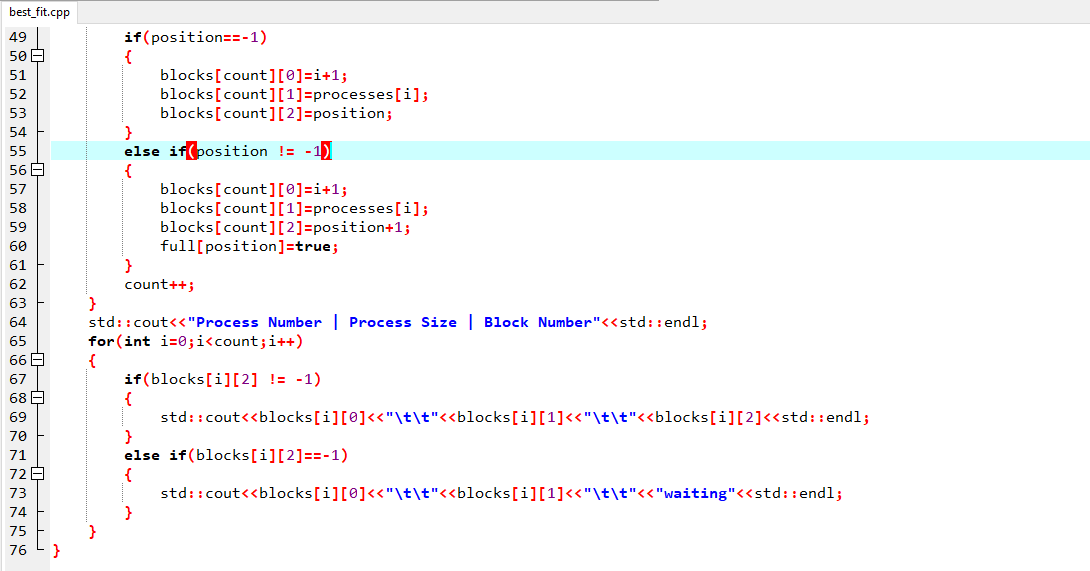 best_fit.cpp
49 if(position==-1)
50 {
51 blocks[count][0]=i+1;
52 blocks[count][1]=processes[i];
53 blocks[count][2]=position;
54 }
55 else if(position != -1)
56 {
57 blocks[count][0]=i+1;
58 blocks[count][1]=processes[i];
59 blocks[count][2]=position+1;
60 full[position]=true;
61 }
62 count++;
63 }
64 std::cout<<"Process Number | Process Size | Block Number"<<std::endl;
65 for(int i=0;i<count;i++)
66 {
67 if(blocks[i][2] != -1)
68 {
69 std::cout<<blocks[i][0]<<"\t\t"<<blocks[i][1]<<"\t\t"<<blocks[i][2]<<std::endl;
70 }
71 else if(blocks[i][2]==-1)
72 {
73 std::cout<<blocks[i][0]<<"\t\t"<<blocks[i][1]<<"\t\t"<<"waiting"<<std::endl;
74 }
75 }
76 }